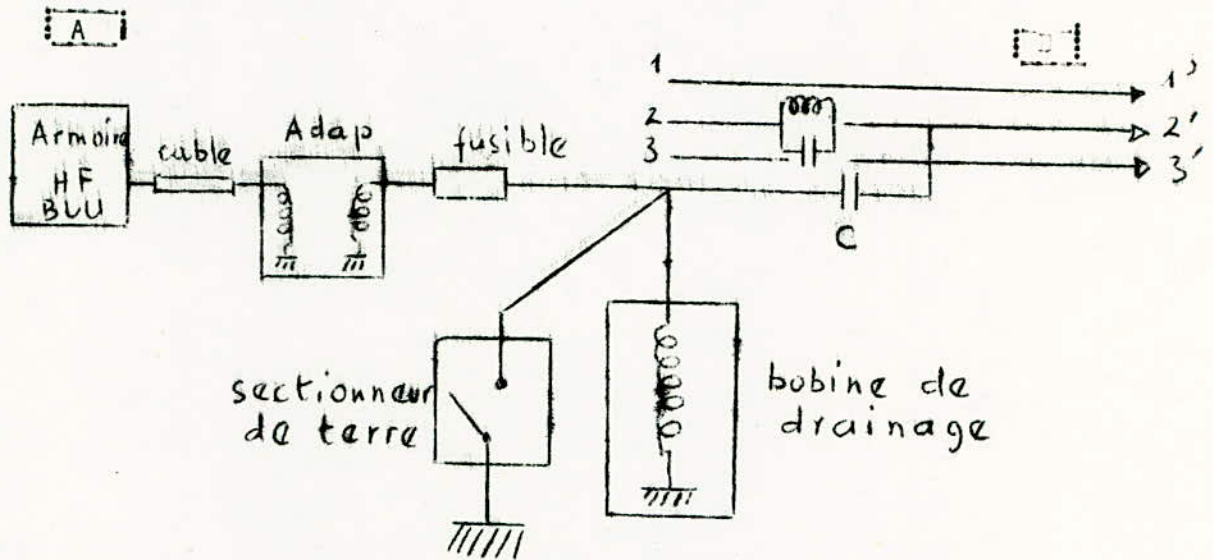 A
1
1'
2
2'
3
3'
Armoire
HF
BLU
cable
Adap
fusible
C
sectionneur
de terre
bobine de
drainage